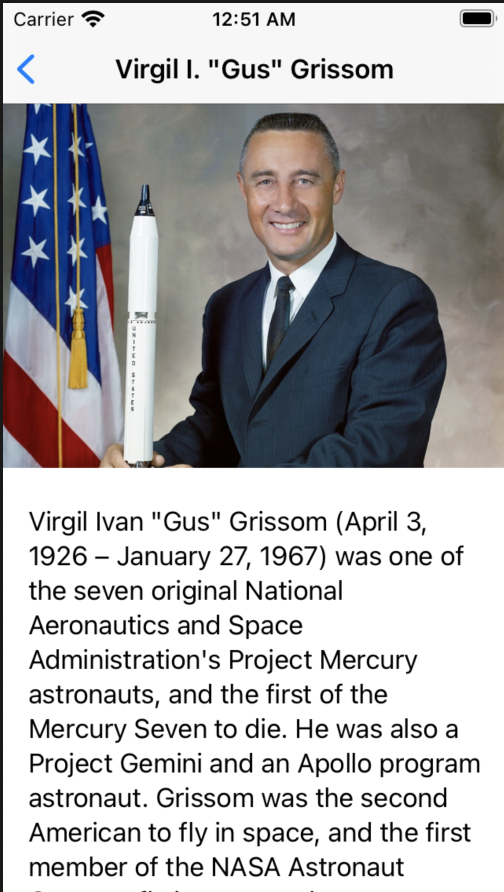 Carrier 12:51 AM
Virgil I. "Gus" Grissom
UNITED STATES
Virgil Ivan "Gus" Grissom (April 3,
1926 – January 27, 1967) was one of
the seven original National
Aeronautics and Space
Administration's Project Mercury
astronauts, and the first of the
Mercury Seven to die. He was also a
Project Gemini and an Apollo program
astronaut. Grissom was the second
American to fly in space, and the first
member of the NASA Astronaut